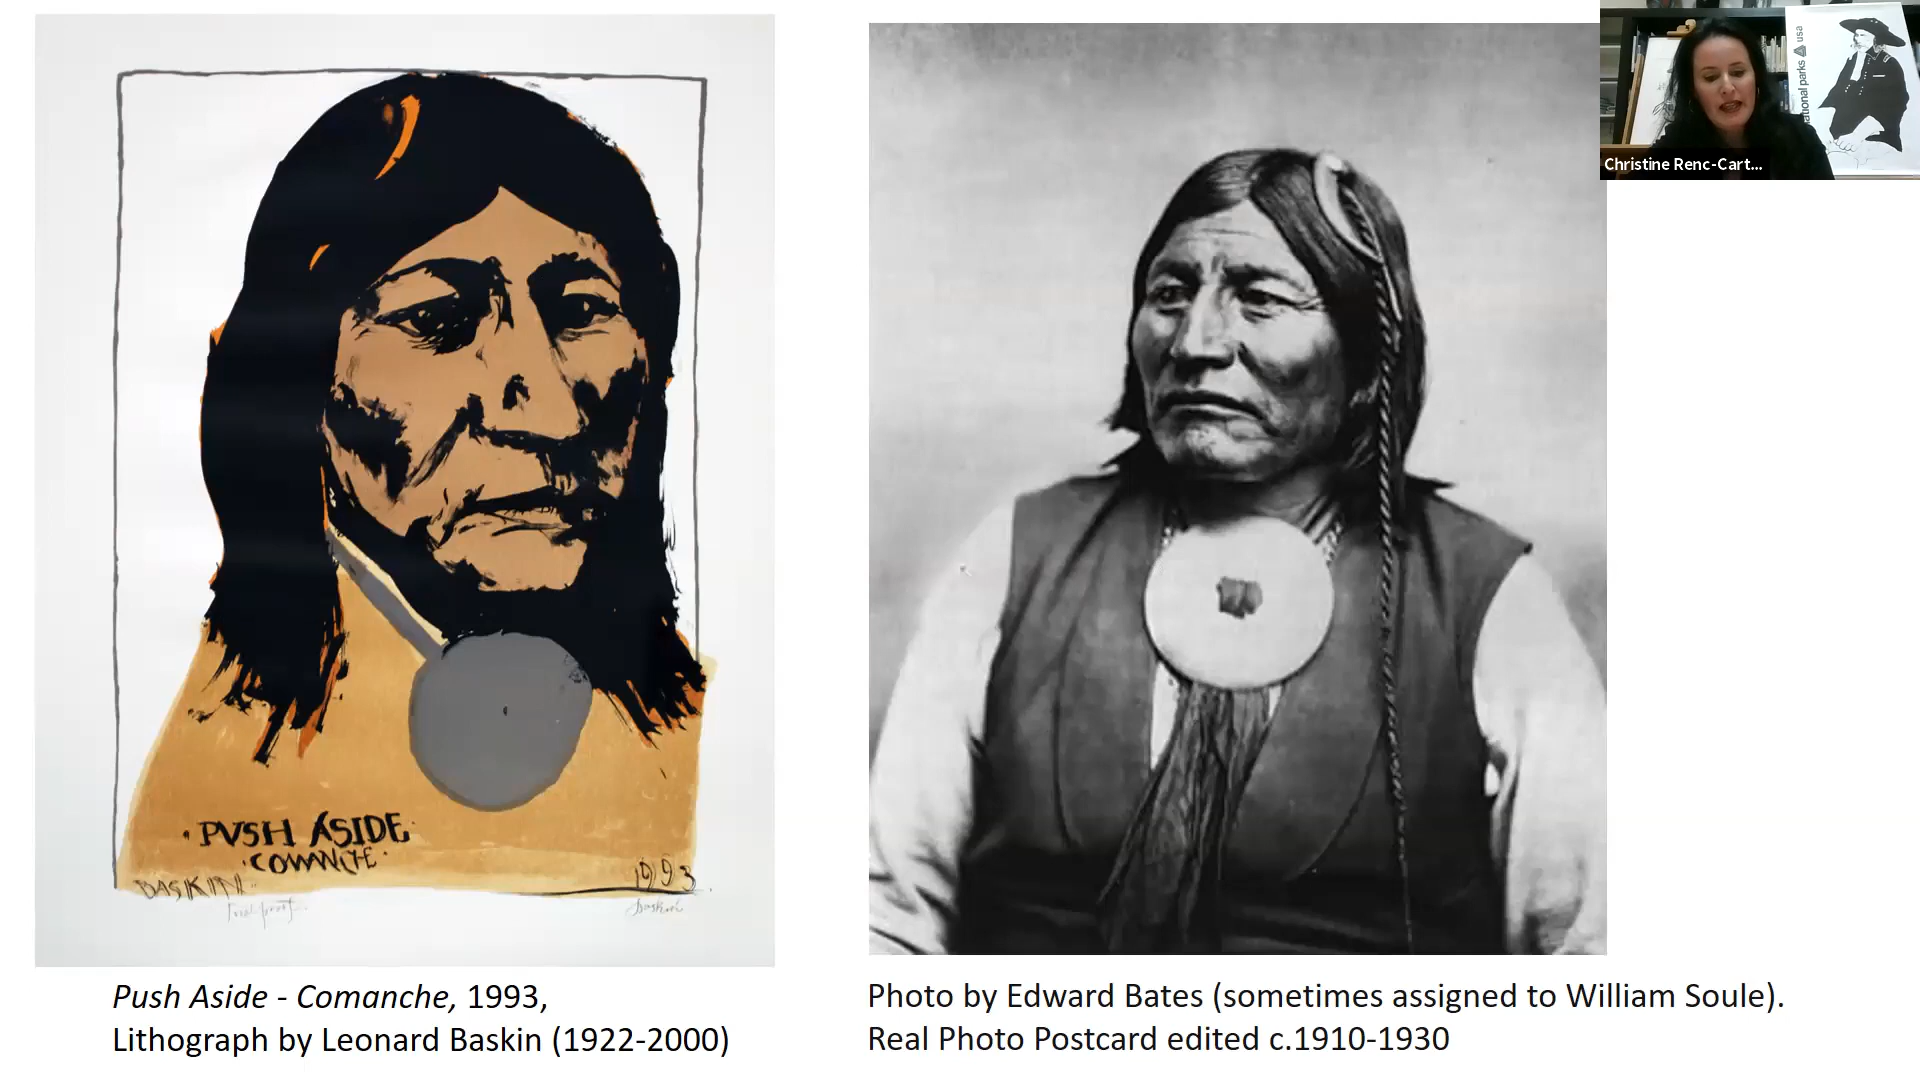 · PVSH ASIDE ·
· COMANCHE ·
BASKIN
1993
Baskin
Push Aside - Comanche, 1993,
Lithograph by Leonard Baskin (1922-2000)
Photo by Edward Bates (sometimes assigned to William Soule).
Real Photo Postcard edited c.1910-1930
national parks usa
Christine Renc-Cart...